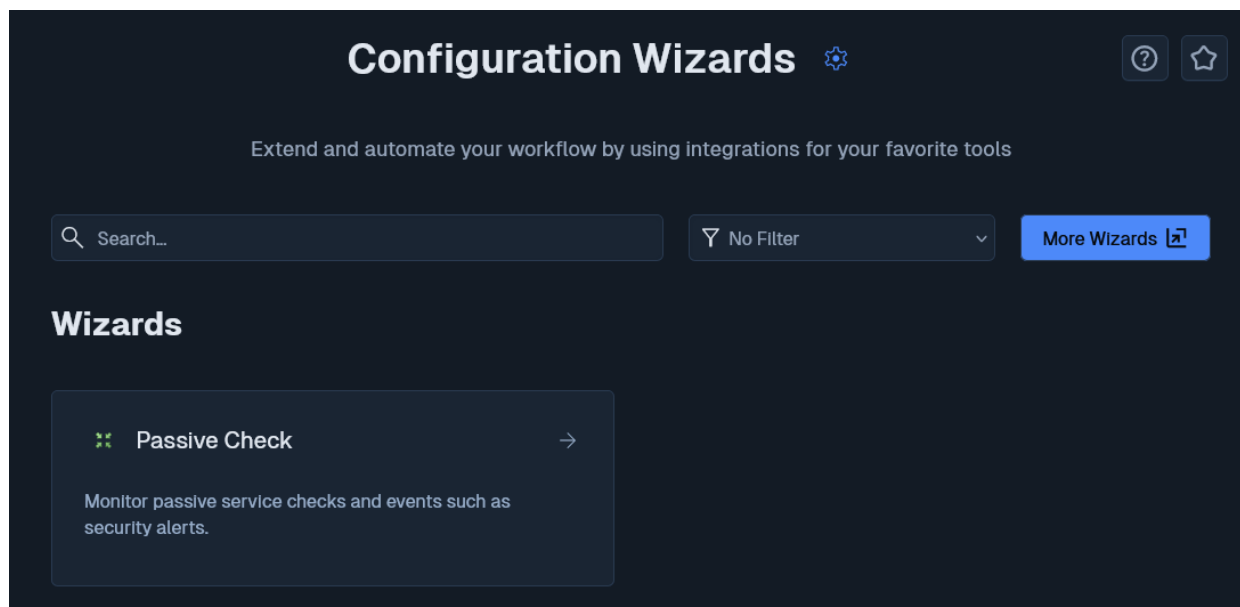 Configuration Wizards
Extend and automate your workflow by using integrations for your favorite tools
Search...
No Filter
More Wizards
Wizards
Passive Check
Monitor passive service checks and events such as
security alerts.